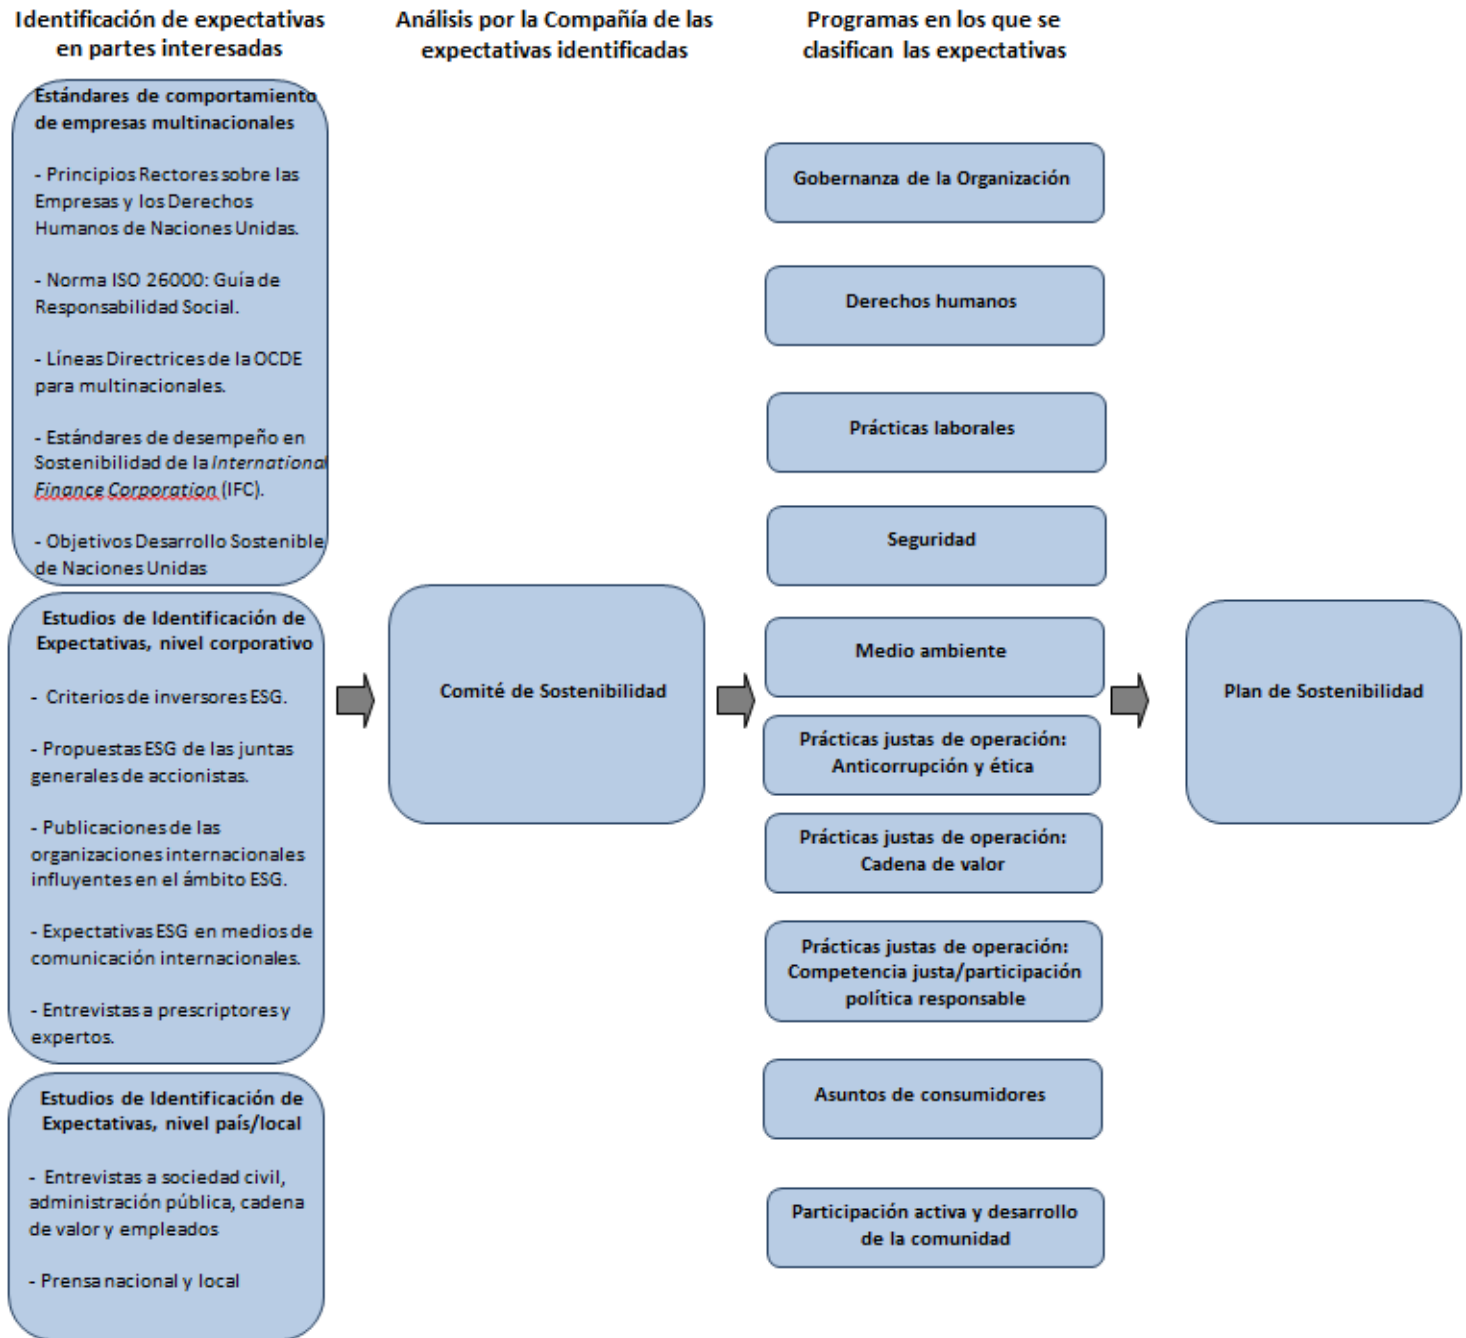 Identificación de expectativas
en partes interesadas
Análisis por la Compañía de las
expectativas identificadas
Programas en los que se
clasifican las expectativas
Estándares de comportamiento
de empresas multinacionales
- Principios Rectores sobre las
Empresas y los Derechos
Humanos de Naciones Unidas.
- Norma ISO 26000: Guía de
Responsabilidad Social.
- Líneas Directrices de la OCDE
para multinacionales.
- Estándares de desempeño en
Sostenibilidad de la International
Finance Corporation (IFC).
- Objetivos Desarrollo Sostenible
de Naciones Unidas
Estudios de Identificación de
Expectativas, nivel corporativo
- Criterios de inversores ESG.
- Propuestas ESG de las juntas
generales de accionistas.
- Publicaciones de las
organizaciones internacionales
influyentes en el ámbito ESG.
- Expectativas ESG en medios de
comunicación internacionales.
- Entrevistas a prescriptores y
expertos.
Estudios de Identificación de
Expectativas, nivel país/local
- Entrevistas a sociedad civil,
administración pública, cadena
de valor y empleados
- Prensa nacional y local
Comité de Sostenibilidad
Gobernanza de la Organización
Derechos humanos
Prácticas laborales
Seguridad
Medio ambiente
Prácticas justas de operación:
Anticorrupción y ética
Prácticas justas de operación:
Cadena de valor
Prácticas justas de operación:
Competencia justa/participación
política responsable
Asuntos de consumidores
Participación activa y desarrollo
de la comunidad
Plan de Sostenibilidad